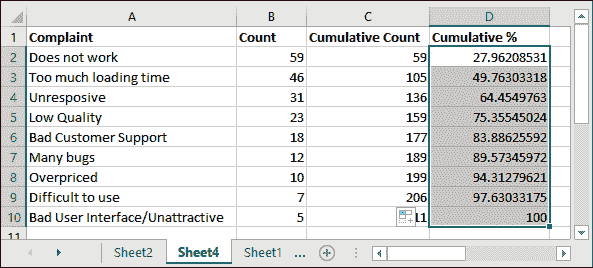 A B C D
1 Complaint Count Cumulative Count Cumulative %
2 Does not work 59 59 27.96208531
3 Too much loading time 46 105 49.76303318
4 Unresposive 31 136 64.4549763
5 Low Quality 23 159 75.35545024
6 Bad Customer Support 18 177 83.88625592
7 Many bugs 12 189 89.57345972
8 Overpriced 10 199 94.31279621
9 Difficult to use 7 206 97.63033175
10 Bad User Interface/Unattractive 5 11 100
11
Sheet2 Sheet4 Sheet1 ...